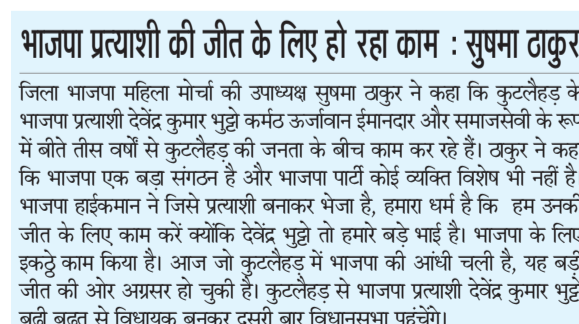 भाजपा प्रत्याशी की जीत के लिए हो रहा काम : सुषमा ठाकुर
जिला भाजपा महिला मोर्चा की उपाध्यक्ष सुषमा ठाकुर ने कहा कि कुटलैहड़ के
भाजपा प्रत्याशी देवेंद्र कुमार भुट्टो कर्मठ ऊर्जावान ईमानदार और समाजसेवी के रूप
में बीते तीस वर्षों से कुटलैहड़ की जनता के बीच काम कर रहे हैं। ठाकुर ने कहा
कि भाजपा एक बड़ा संगठन है और भाजपा पार्टी कोई व्यक्ति विशेष भी नहीं है
भाजपा हाईकमान ने जिसे प्रत्याशी बनाकर भेजा है, हमारा धर्म है कि हम उनकी
जीत के लिए काम करें क्योंकि देवेंद्र भुट्टो तो हमारे बड़े भाई है। भाजपा के लिए
इकट्ठे काम किया है। आज जो कुटलैहड़ में भाजपा की आंधी चली है, यह बड़ी
जीत की ओर अग्रसर हो चुकी है। कुटलैहड़ से भाजपा प्रत्याशी देवेंद्र कुमार भुट्टो
बढ़ी बढ़त से विधायक बनकर दूसरी बार विधानसभा पहुंचेंगे।